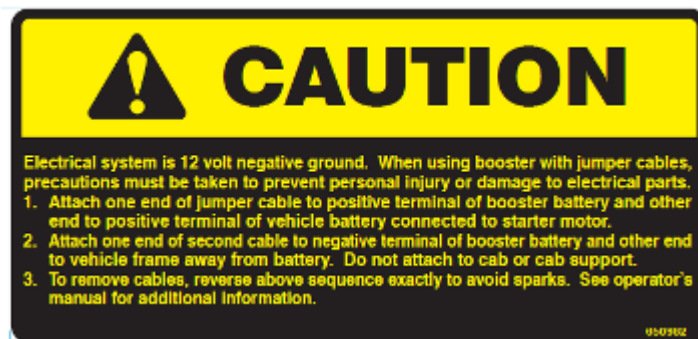 CAUTION
Electrical system is 12 volt negative ground. When using booster with jumper cables,
precautions must be taken to prevent personal injury or damage to electrical parts.
1. Attach one end of jumper cable to positive terminal of booster battery and other
end to positive terminal of vehicle battery connected to starter motor.
2. Attach one end of second cable to negative terminal of booster battery and other end
to vehicle frame away from battery. Do not attach to cab or cab support.
3. To remove cables, reverse above sequence exactly to avoid sparks. See operator's
manual for additional information.
650982